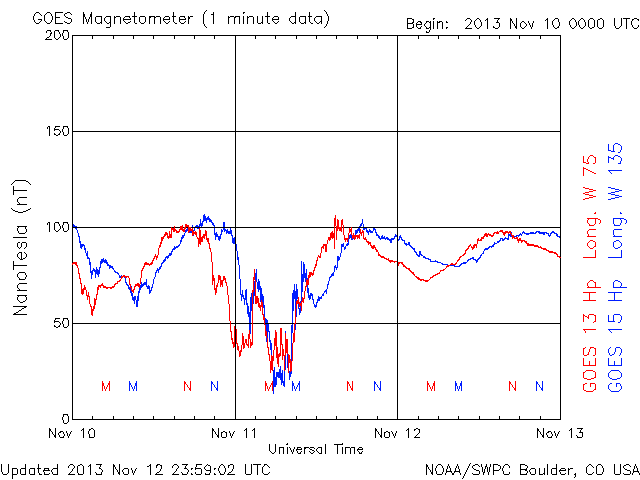 GOES Magnetometer (1 minute data)
Begin: 2013 Nov 10 0000 UTC
200
150
100
50
0
NanoTesla (nT)
GOES 13 Hp Long. W 75
GOES 15 Hp Long. W 135
M M N N M M N N M M N N
Nov 10 Nov 11 Nov 12 Nov 13
Universal Time
Updated 2013 Nov 12 23:59:02 UTC
NOAA/SWPC Boulder, CO USA